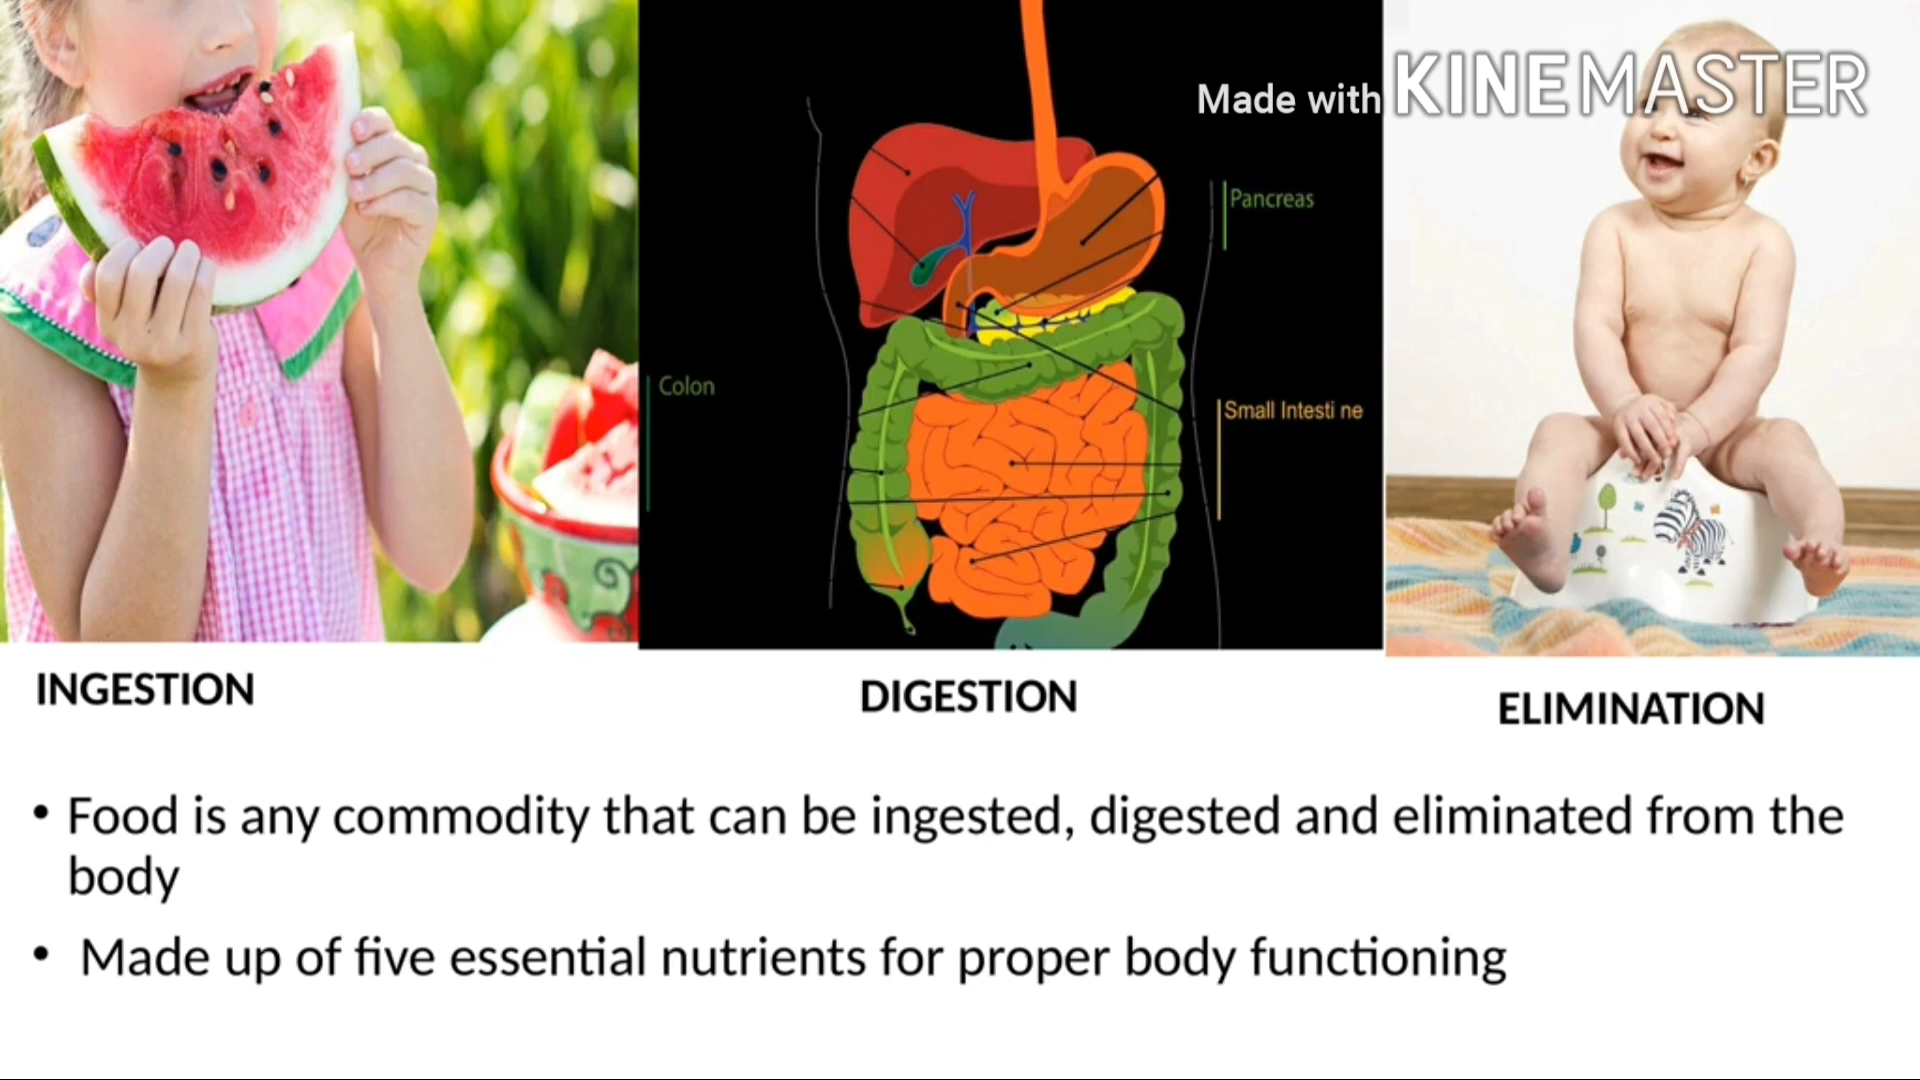 Made with KINEMASTER
Pancreas
Colon
Small Intesti ne
INGESTION
DIGESTION
ELIMINATION
• Food is any commodity that can be ingested, digested and eliminated from the
body
• Made up of five essential nutrients for proper body functioning